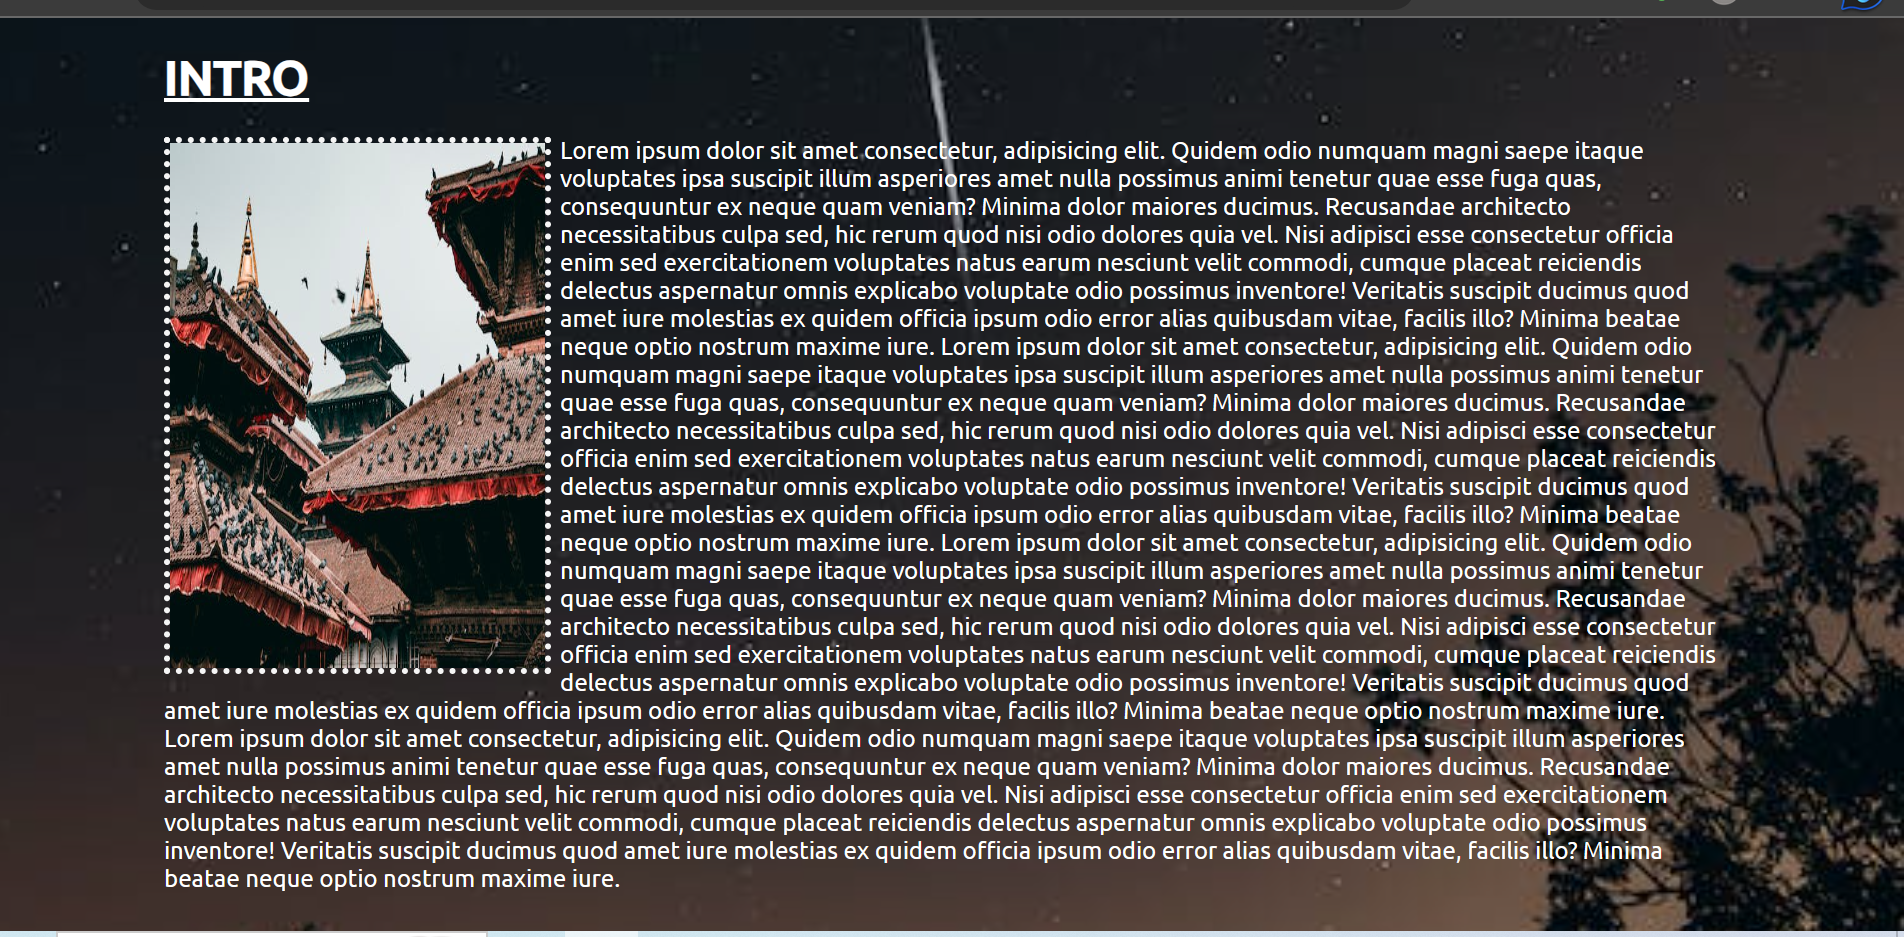 INTRO
Lorem ipsum dolor sit amet consectetur, adipisicing elit. Quidem odio numquam magni saepe itaque
voluptates ipsa suscipit illum asperiores amet nulla possimus animi tenetur quae esse fuga quas,
consequuntur ex neque quam veniam? Minima dolor maiores ducimus. Recusandae architecto
necessitatibus culpa sed, hic rerum quod nisi odio dolores quia vel. Nisi adipisci esse consectetur officia
enim sed exercitationem voluptates natus earum nesciunt velit commodi, cumque placeat reiciendis
delectus aspernatur omnis explicabo voluptate odio possimus inventore! Veritatis suscipit ducimus quod
amet iure molestias ex quidem officia ipsum odio error alias quibusdam vitae, facilis illo? Minima beatae
neque optio nostrum maxime iure. Lorem ipsum dolor sit amet consectetur, adipisicing elit. Quidem odio
numquam magni saepe itaque voluptates ipsa suscipit illum asperiores amet nulla possimus animi tenetur
quae esse fuga quas, consequuntur ex neque quam veniam? Minima dolor maiores ducimus. Recusandae
architecto necessitatibus culpa sed, hic rerum quod nisi odio dolores quia vel. Nisi adipisci esse consectetur
officia enim sed exercitationem voluptates natus earum nesciunt velit commodi, cumque placeat reiciendis
delectus aspernatur omnis explicabo voluptate odio possimus inventore! Veritatis suscipit ducimus quod
amet iure molestias ex quidem officia ipsum odio error alias quibusdam vitae, facilis illo? Minima beatae
neque optio nostrum maxime iure. Lorem ipsum dolor sit amet consectetur, adipisicing elit. Quidem odio
numquam magni saepe itaque voluptates ipsa suscipit illum asperiores amet nulla possimus animi tenetur
quae esse fuga quas, consequuntur ex neque quam veniam? Minima dolor maiores ducimus. Recusandae
architecto necessitatibus culpa sed, hic rerum quod nisi odio dolores quia vel. Nisi adipisci esse consectetur
officia enim sed exercitationem voluptates natus earum nesciunt velit commodi, cumque placeat reiciendis
delectus aspernatur omnis explicabo voluptate odio possimus inventore! Veritatis suscipit ducimus quod
amet iure molestias ex quidem officia ipsum odio error alias quibusdam vitae, facilis illo? Minima beatae neque optio nostrum maxime iure.
Lorem ipsum dolor sit amet consectetur, adipisicing elit. Quidem odio numquam magni saepe itaque voluptates ipsa suscipit illum asperiores
amet nulla possimus animi tenetur quae esse fuga quas, consequuntur ex neque quam veniam? Minima dolor maiores ducimus. Recusandae
architecto necessitatibus culpa sed, hic rerum quod nisi odio dolores quia vel. Nisi adipisci esse consectetur officia enim sed exercitationem
voluptates natus earum nesciunt velit commodi, cumque placeat reiciendis delectus aspernatur omnis explicabo voluptate odio possimus
inventore! Veritatis suscipit ducimus quod amet iure molestias ex quidem officia ipsum odio error alias quibusdam vitae, facilis illo? Minima
beatae neque optio nostrum maxime iure.